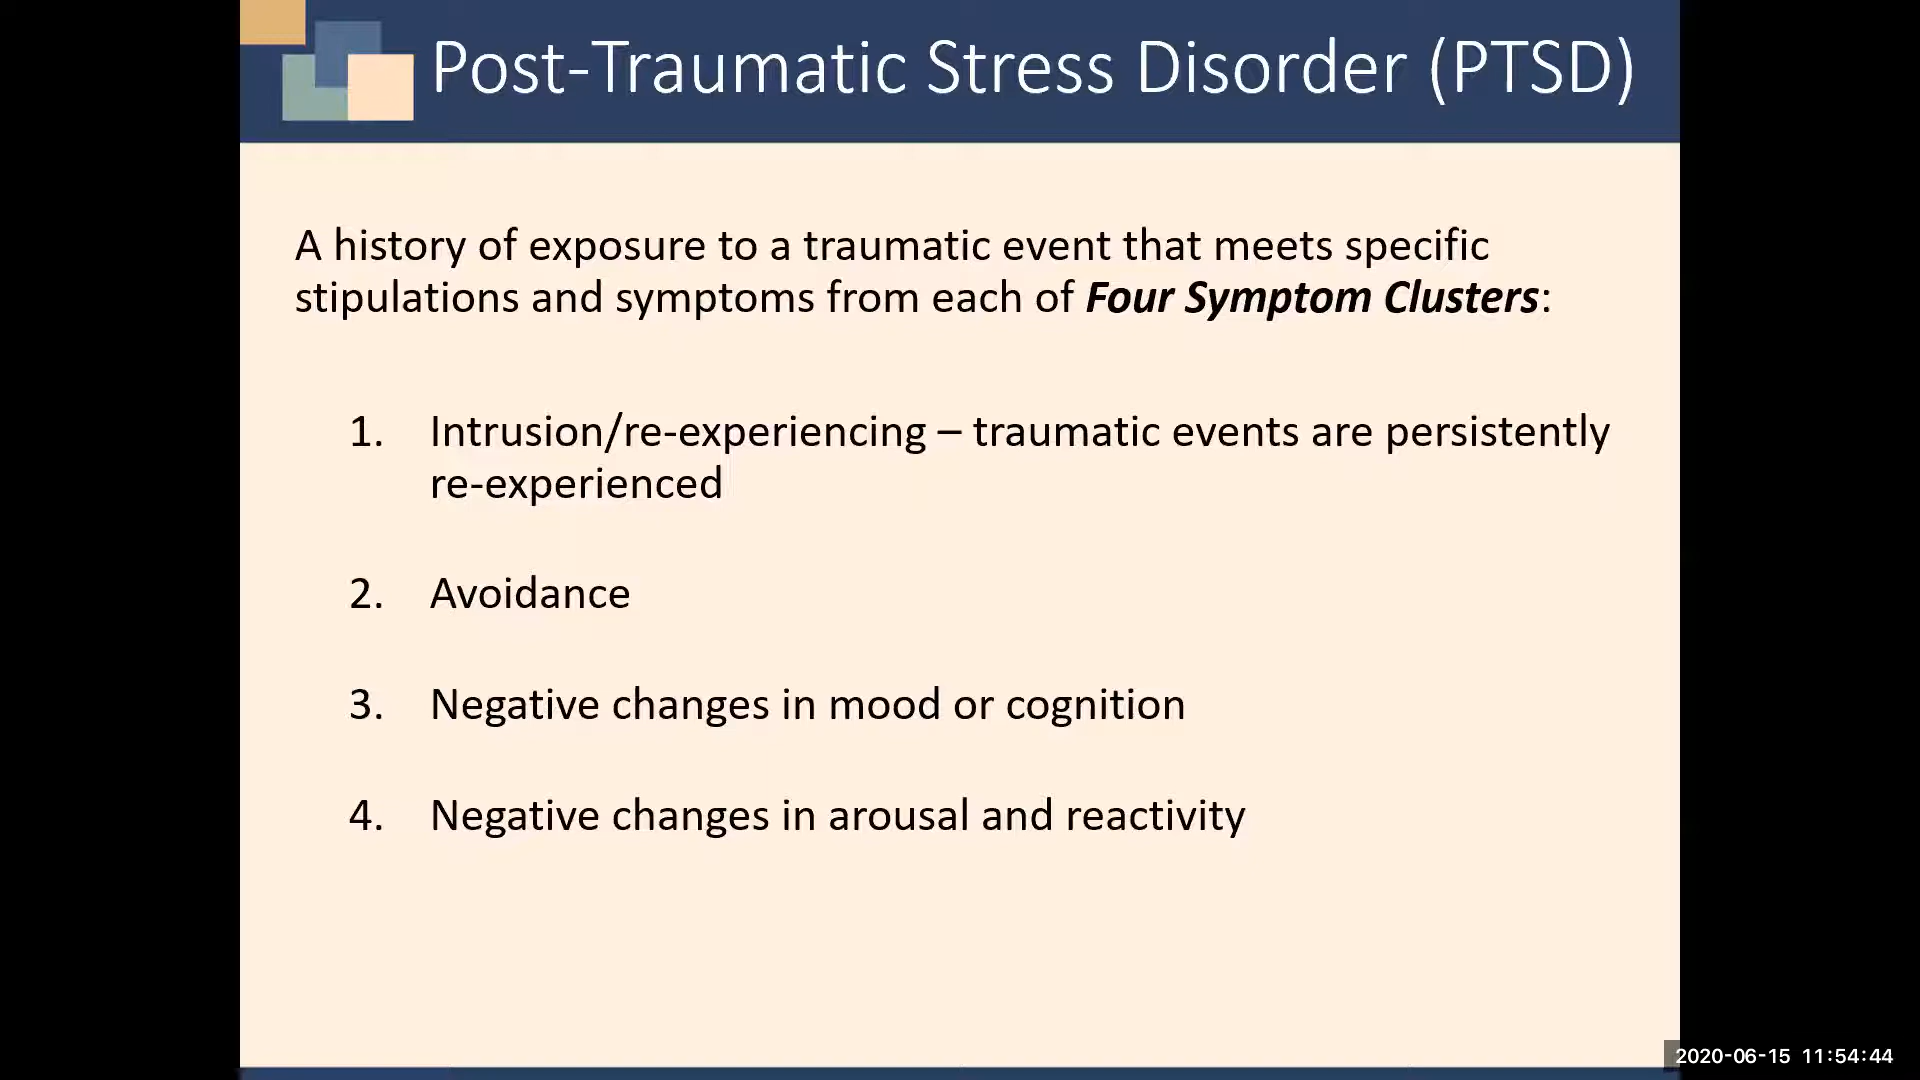 Post-Traumatic Stress Disorder (PTSD)
A history of exposure to a traumatic event that meets specific
stipulations and symptoms from each of Four Symptom Clusters:
1. Intrusion/re-experiencing – traumatic events are persistently
re-experienced
2. Avoidance
3. Negative changes in mood or cognition
4. Negative changes in arousal and reactivity
2020-06-15 11:54:44